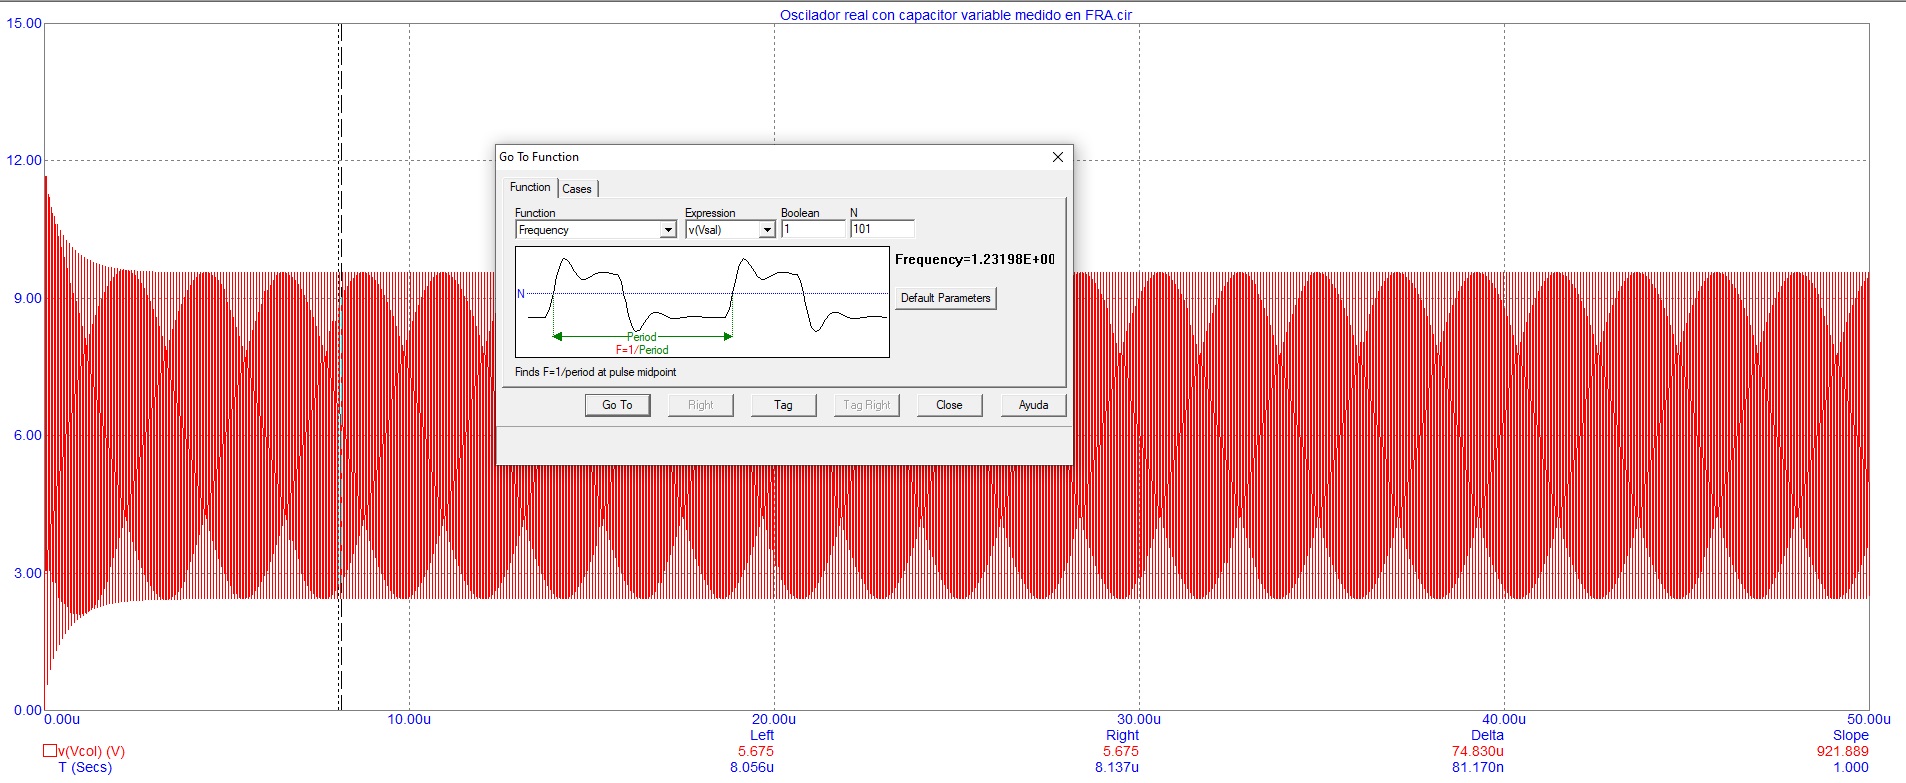 Oscilador real con capacitor variable medido en FRA.cir
15.00
12.00
9.00
6.00
3.00
0.00
Go To Function
Function Cases
Function Expression Boolean N
Frequency v(Vsal) 1 101
N
Period
F=1/Period
Frequency=1.23198E+00
Default Parameters
Finds F=1/period at pulse midpoint
Go To Right Tag Tag Right Close Ayuda
0.00u 10.00u 20.00u 30.00u 40.00u 50.00u
Left Right Delta Slope
v(Vcol) (V) 5.675 5.675 74.830u 921.889
T (Secs) 8.056u 8.137u 81.170n 1.000